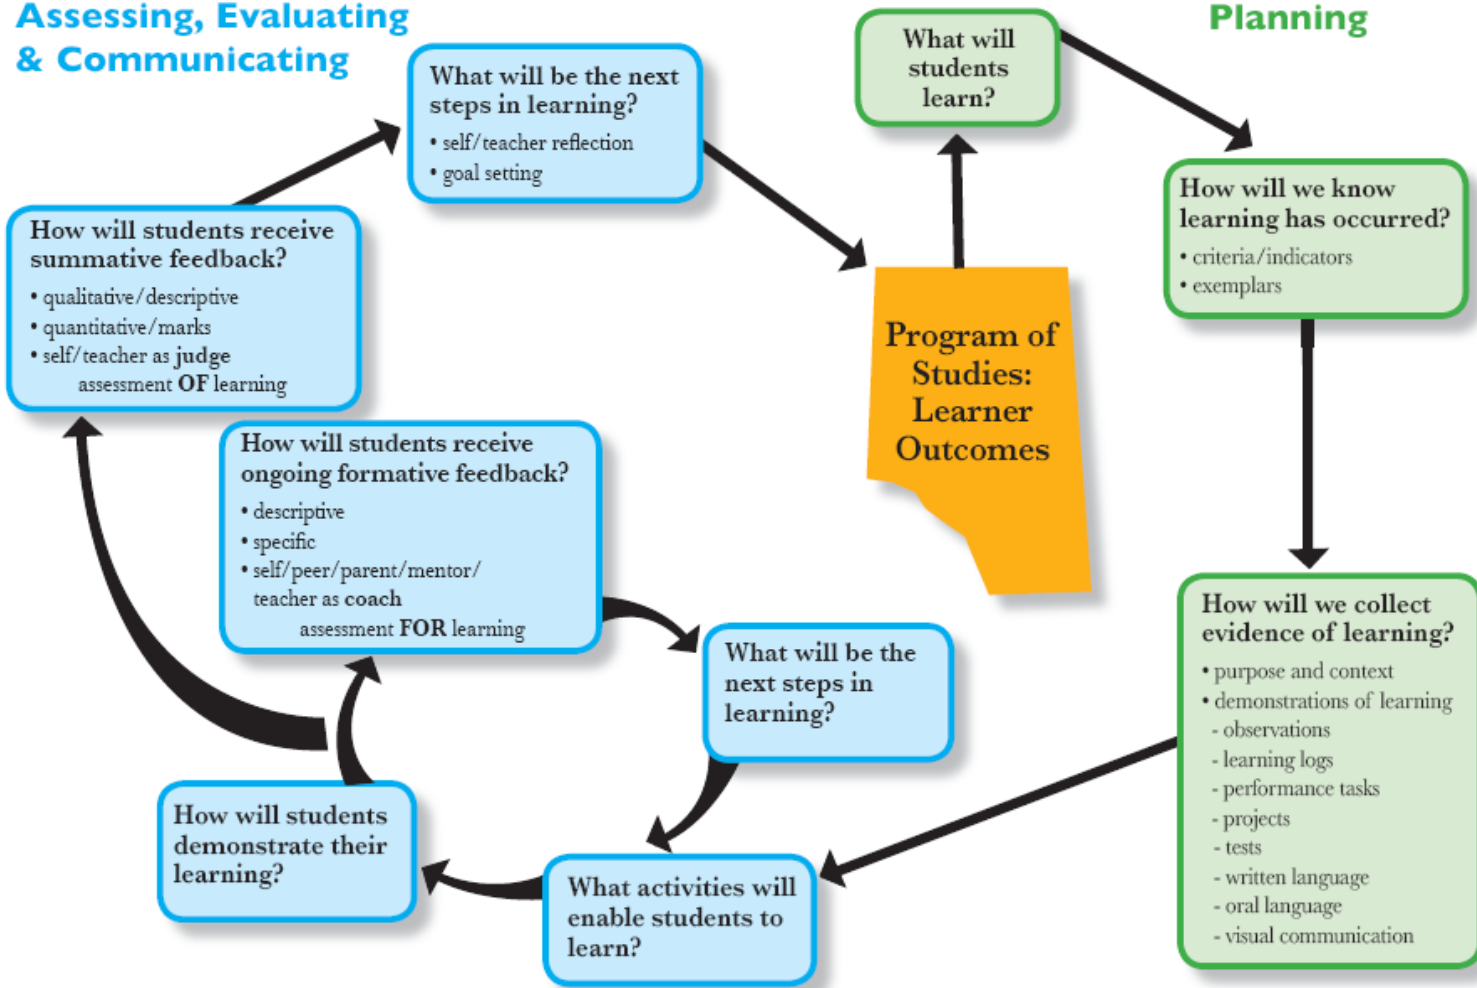 Assessing, Evaluating
& Communicating
What will be the next
steps in learning?
• self/teacher reflection
• goal setting
How will students receive
summative feedback?
• qualitative/descriptive
• quantitative/marks
• self/teacher as judge
assessment OF learning
How will students receive
ongoing formative feedback?
• descriptive
• specific
• self/peer/parent/mentor/
teacher as coach
assessment FOR learning
What will be the
next steps in
learning?
How will students
demonstrate their
learning?
What activities will
enable students to
learn?
Program of
Studies:
Learner
Outcomes
Planning
What will
students
learn?
How will we know
learning has occurred?
• criteria/indicators
• exemplars
How will we collect
evidence of learning?
• purpose and context
• demonstrations of learning
- observations
- learning logs
- performance tasks
- projects
- tests
- written language
- oral language
- visual communication